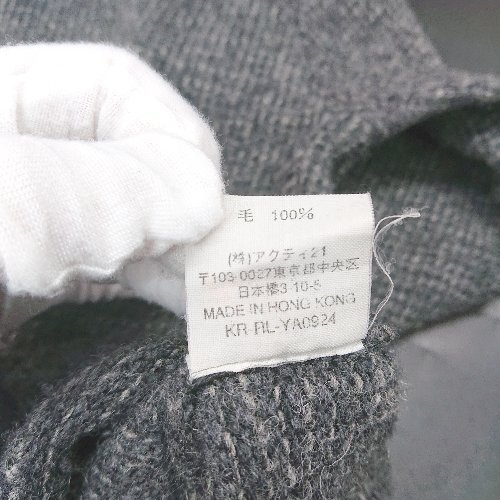 毛 100%
(株)アクティ21
〒103-0027東京都中央区
日本橋3-10-5
MADE IN HONG KONG
KR-RL-YA0924